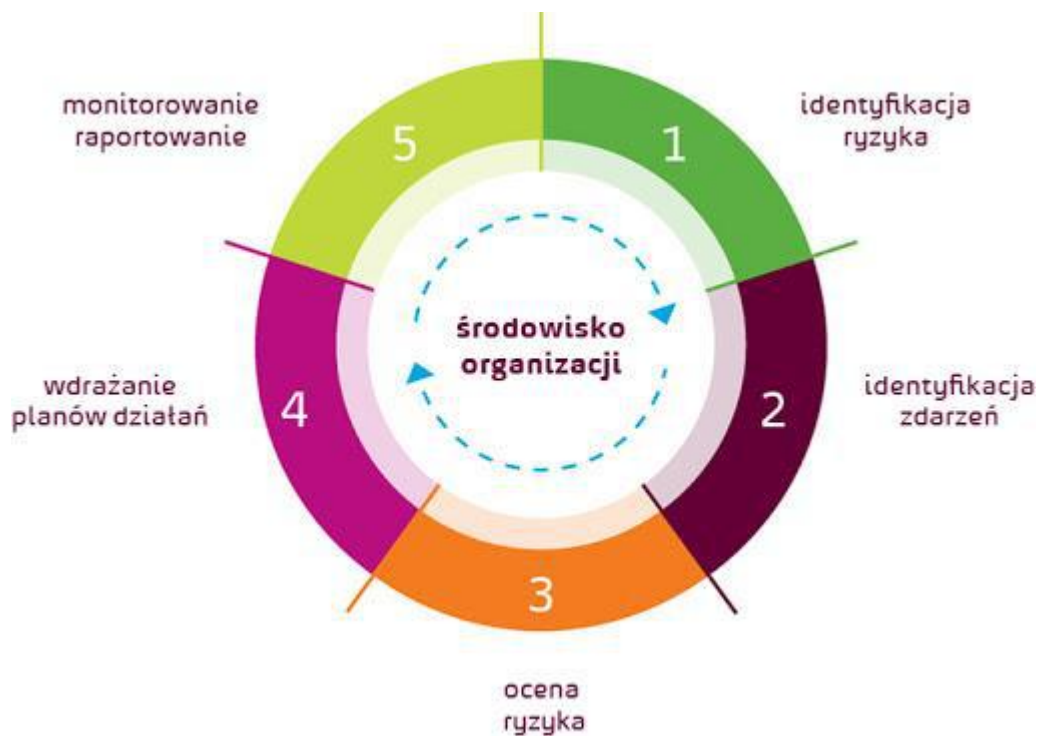 1
identyfikacja
ryzyka
2
identyfikacja
zdarzeń
3
ocena
ryzyka
4
wdrażanie
planów działań
5
monitorowanie
raportowanie
środowisko
organizacji